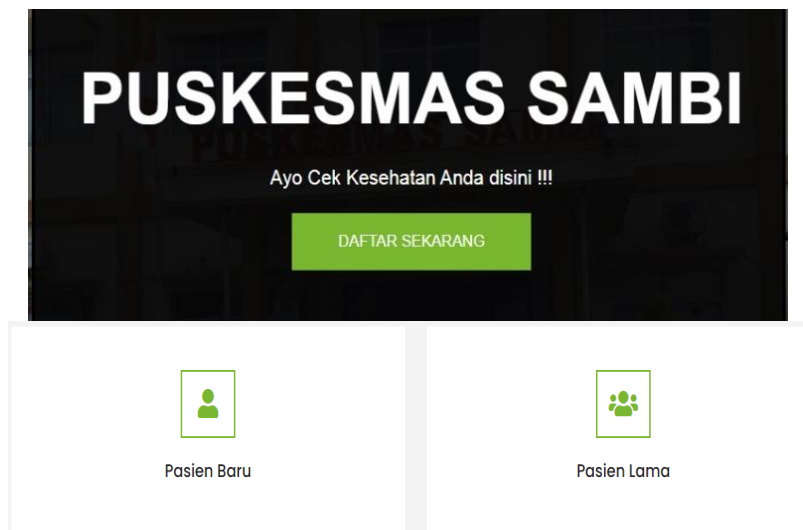 PUSKESMAS SAMBI
Ayo Cek Kesehatan Anda disini !!!
DAFTAR SEKARANG
Pasien Baru
Pasien Lama